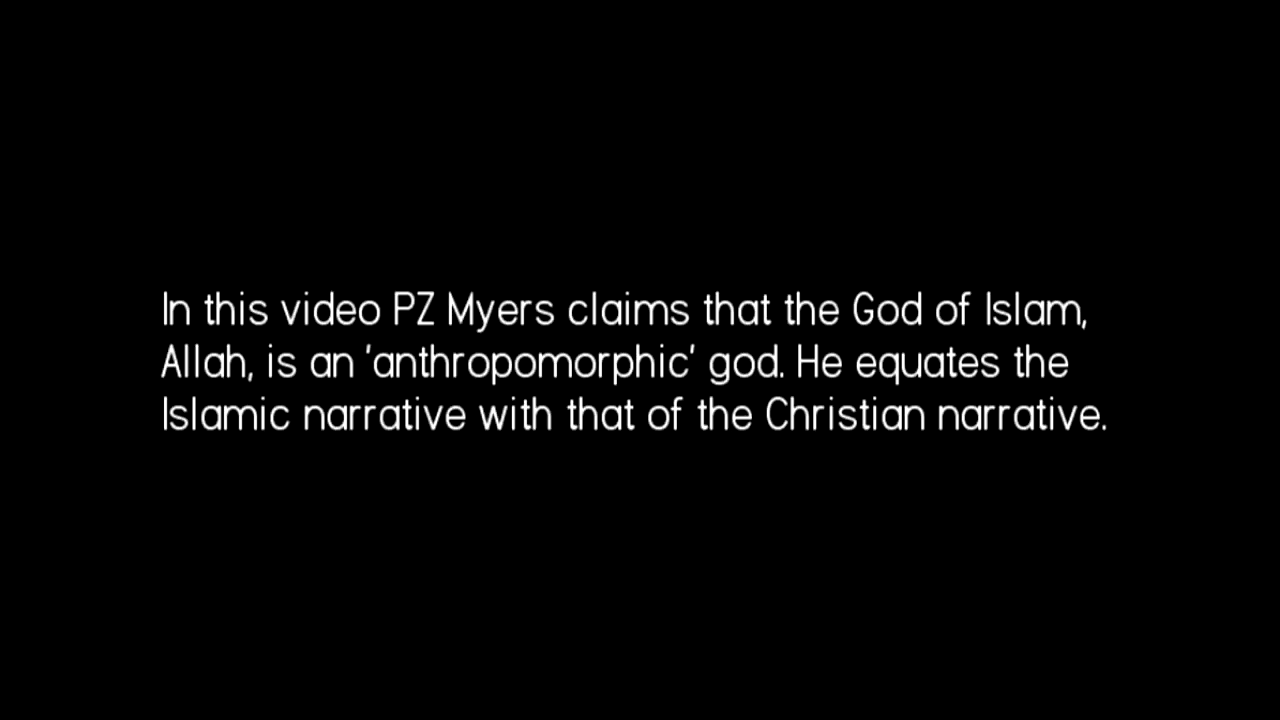 In this video PZ Myers claims that the God of Islam,
Allah, is an 'anthropomorphic' god. He equates the
Islamic narrative with that of the Christian narrative.